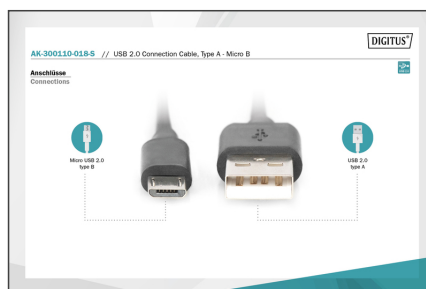 DIGITUS®
AK-300110-018-S // USB 2.0 Connection Cable, Type A - Micro B
Anschlüsse
Connections
Micro USB 2.0
type B
USB 2.0
type A